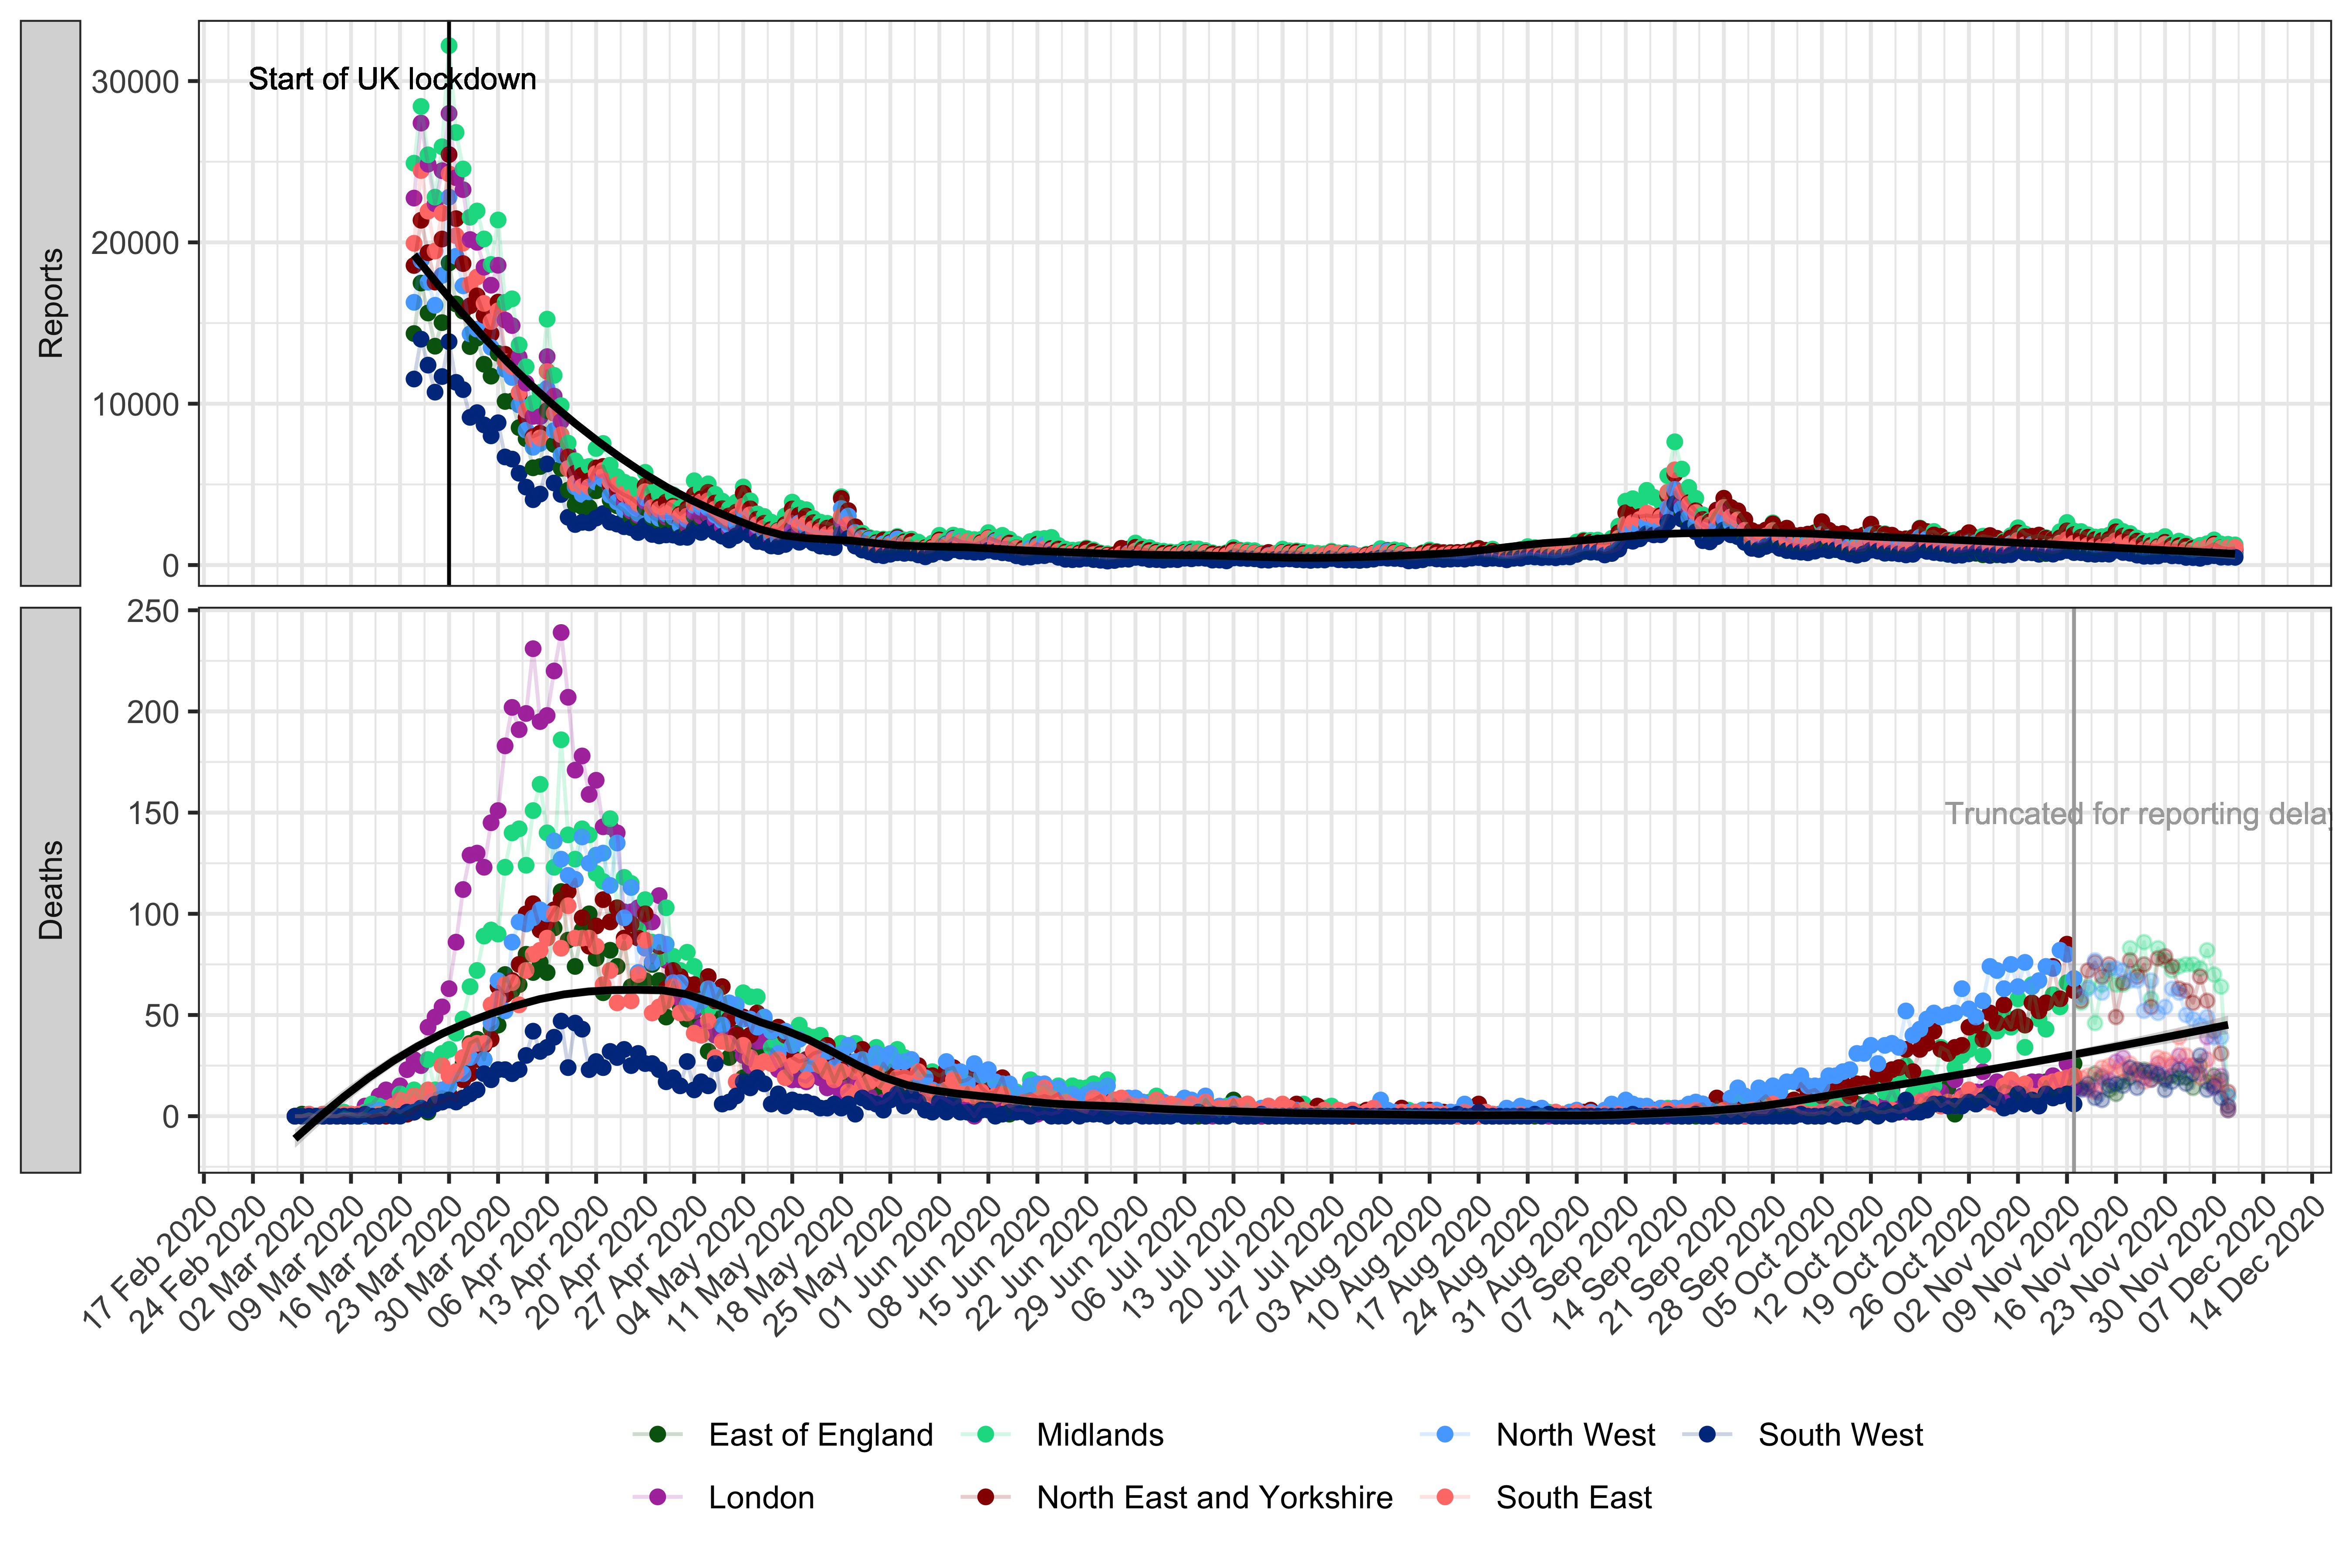 Reports
30000
20000
10000
0
Start of UK lockdown
Deaths
250
200
150
100
50
0
Truncated for reporting delay
17 Feb 2020
24 Feb 2020
02 Mar 2020
09 Mar 2020
16 Mar 2020
23 Mar 2020
30 Mar 2020
06 Apr 2020
13 Apr 2020
20 Apr 2020
27 Apr 2020
04 May 2020
11 May 2020
18 May 2020
25 May 2020
01 Jun 2020
08 Jun 2020
15 Jun 2020
22 Jun 2020
29 Jun 2020
06 Jul 2020
13 Jul 2020
20 Jul 2020
27 Jul 2020
03 Aug 2020
10 Aug 2020
17 Aug 2020
24 Aug 2020
31 Aug 2020
07 Sep 2020
14 Sep 2020
21 Sep 2020
28 Sep 2020
05 Oct 2020
12 Oct 2020
19 Oct 2020
26 Oct 2020
02 Nov 2020
09 Nov 2020
16 Nov 2020
23 Nov 2020
30 Nov 2020
07 Dec 2020
14 Dec 2020
East of England Midlands North West South West
London North East and Yorkshire South East